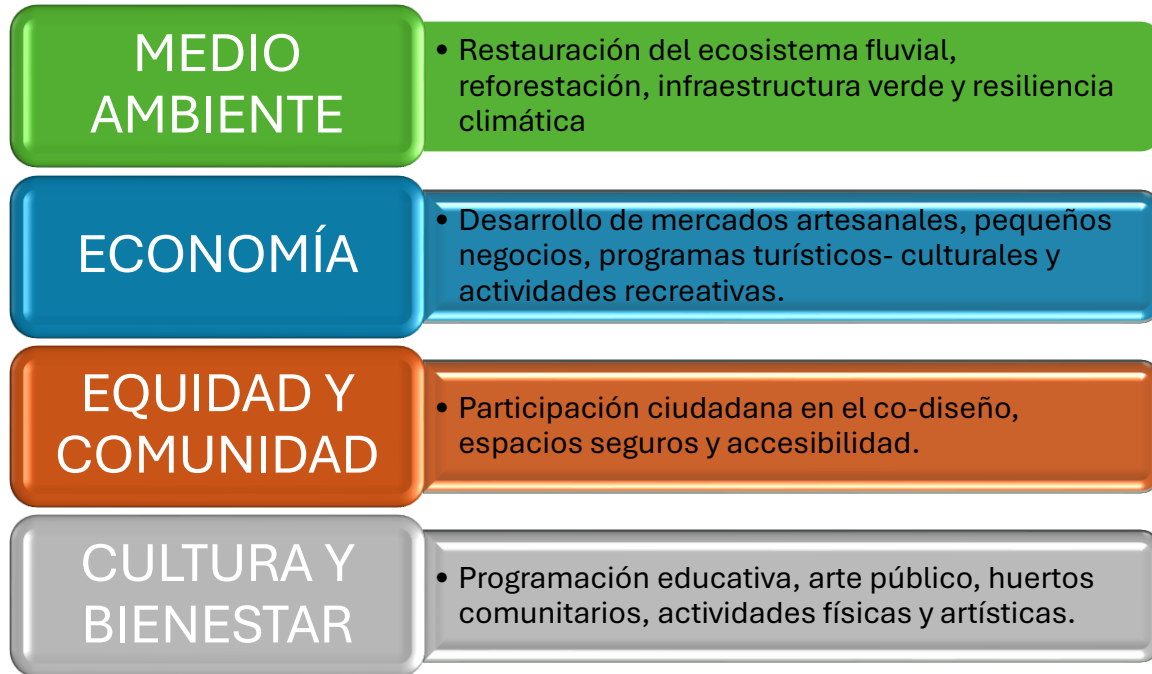 MEDIO
AMBIENTE
• Restauración del ecosistema fluvial,
reforestación, infraestructura verde y resiliencia
climática
ECONOMÍA
• Desarrollo de mercados artesanales, pequeños
negocios, programas turísticos- culturales y
actividades recreativas.
EQUIDAD Y
COMUNIDAD
• Participación ciudadana en el co-diseño,
espacios seguros y accesibilidad.
CULTURA Y
BIENESTAR
• Programación educativa, arte público, huertos
comunitarios, actividades físicas y artísticas.